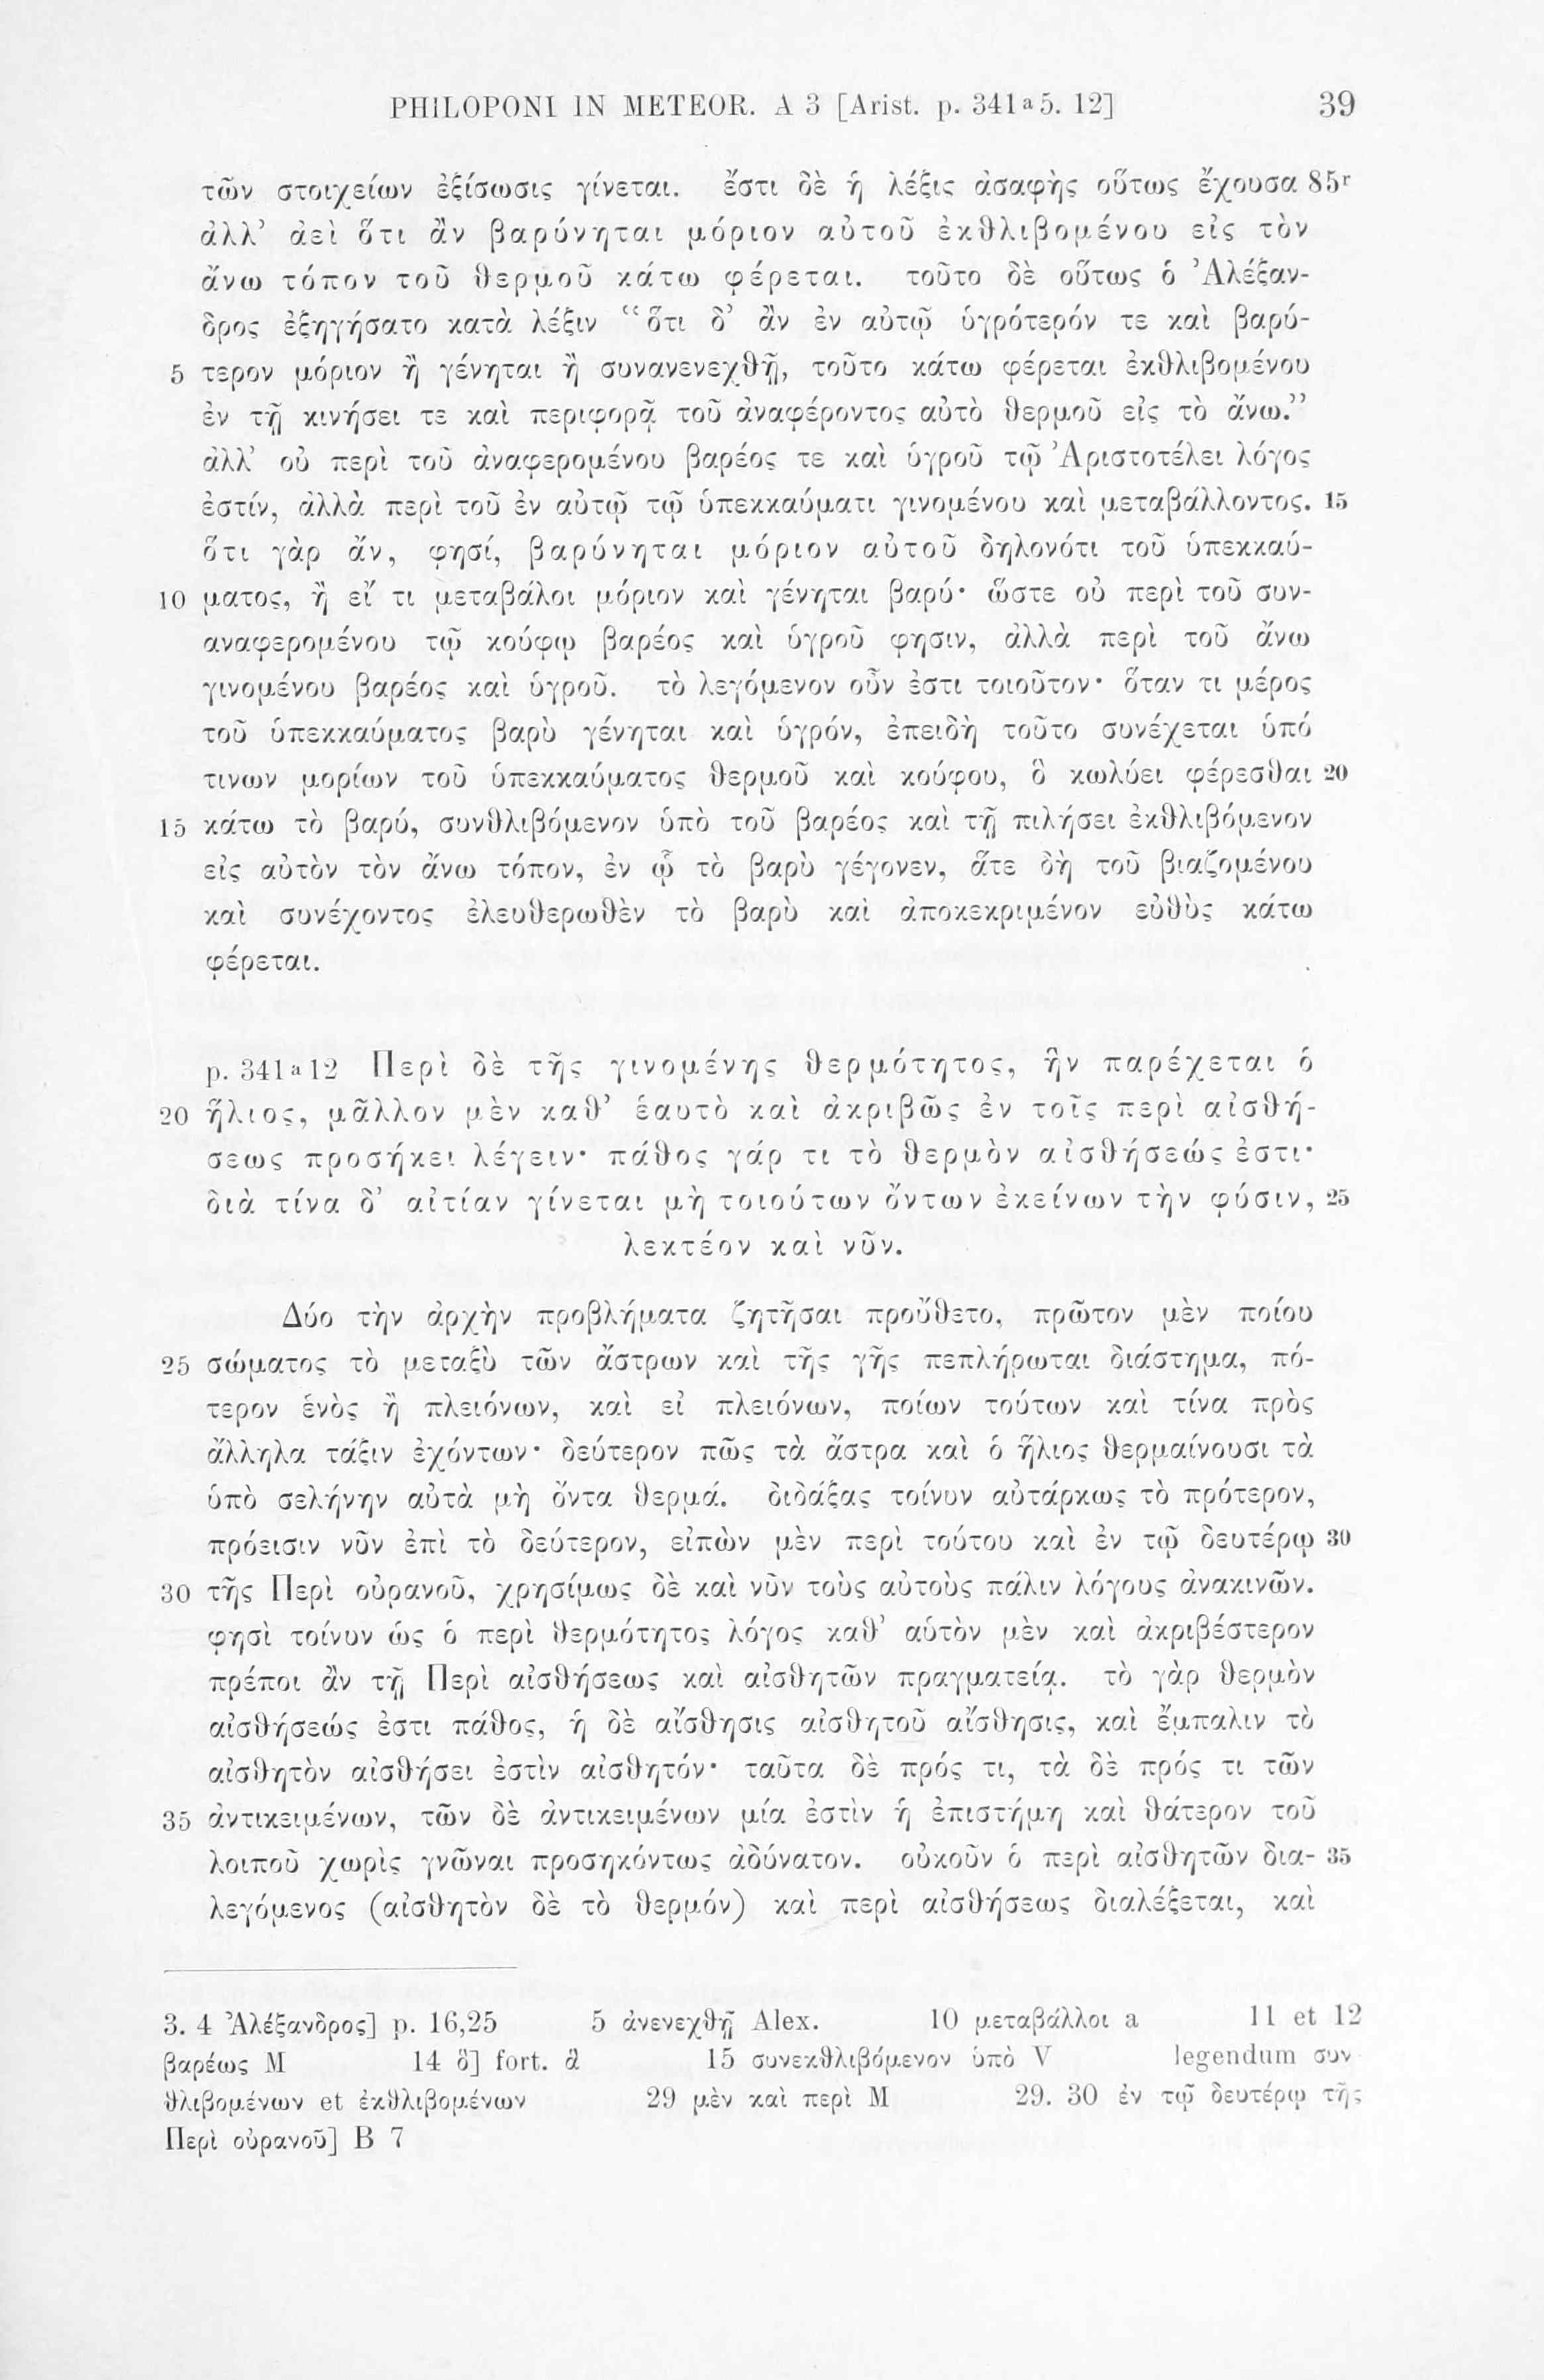 PHILOPONI IN METEOR. A 3 [Arist. p. 341ᵃ5. 12] 39
τῶν στοιχείων ἐξίσωσις γίνεται. ἔστι δὲ ἡ λέξις ἀσαφὴς οὕτως ἔχουσα 85ʳ
ἀλλ’ ἀεὶ ὅτι ἂν βαρύνηται μόριον αὐτοῦ ἐκθλιβομένου εἰς τὸν
ἄνω τόπον τοῦ θερμοῦ κάτω φέρεται. τοῦτο δὲ οὕτως ὁ Ἀλέξαν-
δρος ἐξηγήσατο κατὰ λέξιν “ὅτι δ’ ἂν ἐν αὐτῷ ὑγρότερόν τε καὶ βαρύ-
5 τερον μόριον ἢ γένηται ἢ συνανενεχθῇ, τοῦτο κάτω φέρεται ἐκθλιβομένου
ἐν τῇ κινήσει τε καὶ περιφορᾷ τοῦ ἀναφέροντος αὐτὸ θερμοῦ εἰς τὸ ἄνω.”
ἀλλ’ οὐ περὶ τοῦ ἀναφερομένου βαρέος τε καὶ ὑγροῦ τῷ Ἀριστοτέλει λόγος
ἐστίν, ἀλλὰ περὶ τοῦ ἐν αὐτῷ τῷ ὑπεκκαύματι γινομένου καὶ μεταβάλλοντος. 15
ὅτι γὰρ ἄν, φησί, βαρύνηται μόριον αὐτοῦ δηλονότι τοῦ ὑπεκκαύ-
10 ματος, ἢ εἴ τι μεταβάλοι μόριον καὶ γένηται βαρύ· ὥστε οὐ περὶ τοῦ συν-
αναφερομένου τῷ κούφῳ βαρέος καὶ ὑγροῦ φησιν, ἀλλὰ περὶ τοῦ ἄνω
γινομένου βαρέος καὶ ὑγροῦ. τὸ λεγόμενον οὖν ἐστι τοιοῦτον· ὅταν τι μέρος
τοῦ ὑπεκκαύματος βαρὺ γένηται καὶ ὑγρόν, ἐπειδὴ τοῦτο συνέχεται ὑπό
τινων μορίων τοῦ ὑπεκκαύματος θερμοῦ καὶ κούφου, ὃ κωλύει φέρεσθαι 20
15 κάτω τὸ βαρύ, συνθλιβόμενον ὑπὸ τοῦ βαρέος καὶ τῇ πιλήσει ἐκθλιβόμενον
εἰς αὐτὸν τὸν ἄνω τόπον, ἐν ᾧ τὸ βαρὺ γέγονεν, ἅτε δὴ τοῦ βιαζομένου
καὶ συνέχοντος ἐλευθερωθὲν τὸ βαρὺ καὶ ἀποκεκριμένον εὐθὺς κάτω
φέρεται.
p. 341ᵃ12 Περὶ δὲ τῆς γινομένης θερμότητος, ἣν παρέχεται ὁ
20 ἥλιος, μᾶλλον μὲν καθ’ ἑαυτὸ καὶ ἀκριβῶς ἐν τοῖς περὶ αἰσθή-
σεως προσήκει λέγειν· πάθος γάρ τι τὸ θερμὸν αἰσθήσεώς ἐστι·
διὰ τίνα δ’ αἰτίαν γίνεται μὴ τοιούτων ὄντων ἐκείνων τὴν φύσιν, 25
λεκτέον καὶ νῦν.
Δύο τὴν ἀρχὴν προβλήματα ζητῆσαι προὔθετο, πρῶτον μὲν ποίου
25 σώματος τὸ μεταξὺ τῶν ἄστρων καὶ τῆς γῆς πεπλήρωται διάστημα, πό-
τερον ἑνὸς ἢ πλειόνων, καὶ εἰ πλειόνων, ποίων τούτων καὶ τίνα πρὸς
ἄλληλα τάξιν ἐχόντων· δεύτερον πῶς τὰ ἄστρα καὶ ὁ ἥλιος θερμαίνουσι τὰ
ὑπὸ σελήνην αὐτὰ μὴ ὄντα θερμά. διδάξας τοίνυν αὐτάρκως τὸ πρότερον,
πρόεισιν νῦν ἐπὶ τὸ δεύτερον, εἰπὼν μὲν περὶ τούτου καὶ ἐν τῷ δευτέρῳ 30
30 τῆς Περὶ οὐρανοῦ, χρησίμως δὲ καὶ νῦν τοὺς αὐτοὺς πάλιν λόγους ἀνακινῶν.
φησὶ τοίνυν ὡς ὁ περὶ θερμότητος λόγος καθ’ αὑτὸν μὲν καὶ ἀκριβέστερον
πρέποι ἂν τῇ Περὶ αἰσθήσεως καὶ αἰσθητῶν πραγματείᾳ. τὸ γὰρ θερμὸν
αἰσθήσεώς ἐστι πάθος, ἡ δὲ αἴσθησις αἰσθητοῦ αἴσθησις, καὶ ἔμπαλιν τὸ
αἰσθητὸν αἰσθήσει ἐστὶν αἰσθητόν· ταῦτα δὲ πρός τι, τὰ δὲ πρός τι τῶν
35 ἀντικειμένων, τῶν δὲ ἀντικειμένων μία ἐστὶν ἡ ἐπιστήμη καὶ θάτερον τοῦ
λοιποῦ χωρὶς γνῶναι προσηκόντως ἀδύνατον. οὐκοῦν ὁ περὶ αἰσθητῶν δια- 35
λεγόμενος (αἰσθητὸν δὲ τὸ θερμόν) καὶ περὶ αἰσθήσεως διαλέξεται, καὶ
3. 4 Ἀλέξανδρος] p. 16,25 5 ἀνενεχθῇ Alex. 10 μεταβάλλοι a 11 et 12
βαρέως M 14 ὃ] fort. ἃ 15 συνεκθλιβόμενον ὑπὸ V legendum συν
θλιβομένων et ἐκθλιβομένων 29 μὲν καὶ περὶ M 29. 30 ἐν τῷ δευτέρῳ τῆς
Περὶ οὐρανοῦ] B 7